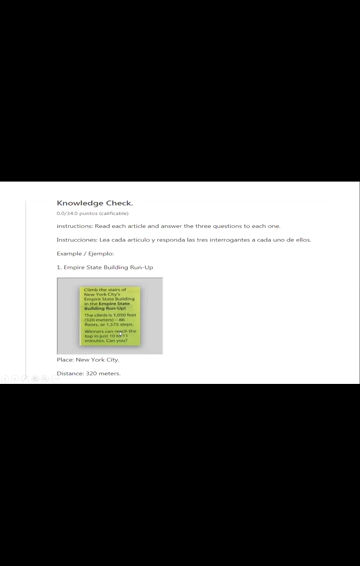 Knowledge Check.
0.0/34.0 puntos (calificable)
instructions: Read each article and answer the three questions to each one.
Instrucciones: Lea cada articulo y responda las tres interrogantes a cada uno de ellos.
Example / Ejemplo:
1. Empire State Building Run-Up
Climb the stairs of
New York City's
Empire State Building
in the Empire State
Building Run-Up!
The climb is 1,050 feet
(320 meters) – 86
floors, or 1,575 steps.
Winners can reach the
top in just 10 to 11
minutes. Can you?
Place: New York City.
Distance: 320 meters.